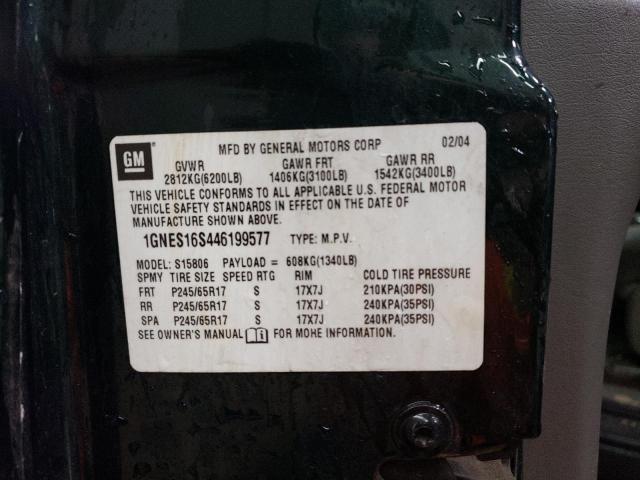 GM MFD BY GENERAL MOTORS CORP 02/04
GVWR GAWR FRT GAWR RR
2812KG(6200LB) 1406KG(3100LB) 1542KG(3400LB)
THIS VEHICLE CONFORMS TO ALL APPLICABLE U.S. FEDERAL MOTOR
VEHICLE SAFETY STANDARDS IN EFFECT ON THE DATE OF
MANUFACTURE SHOWN ABOVE.
1GNES16S446199577 TYPE: M.P.V.
MODEL: S15806 PAYLOAD = 608KG(1340LB)
SPMY TIRE SIZE SPEED RTG RIM COLD TIRE PRESSURE
FRT P245/65R17 S 17X7J 210KPA(30PSI)
RR P245/65R17 S 17X7J 240KPA(35PSI)
SPA P245/65R17 S 17X7J 240KPA(35PSI)
SEE OWNER'S MANUAL FOR MORE INFORMATION.